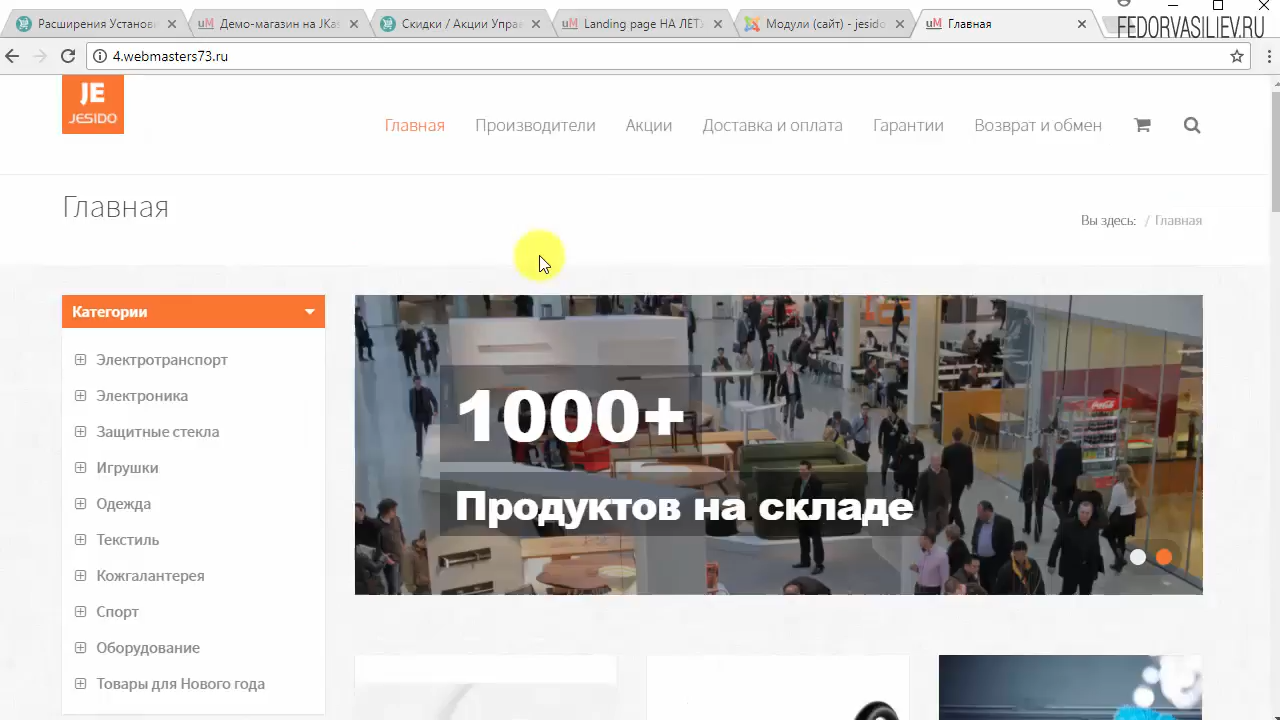 Расширения Установ
Демо-магазин на JKa
Скидки / Акции Упра
Landing page НА ЛЕТ
Модули (сайт) - jesido
Главная
FEDORVASILIEV.RU
4.webmasters73.ru
JE
JESIDO
Главная
Производители
Акции
Доставка и оплата
Гарантии
Возврат и обмен
Главная
Вы здесь: / Главная
Категории
Электротранспорт
Электроника
Защитные стекла
Игрушки
Одежда
Текстиль
Кожгалантерея
Спорт
Оборудование
Товары для Нового года
1000+
Продуктов на складе